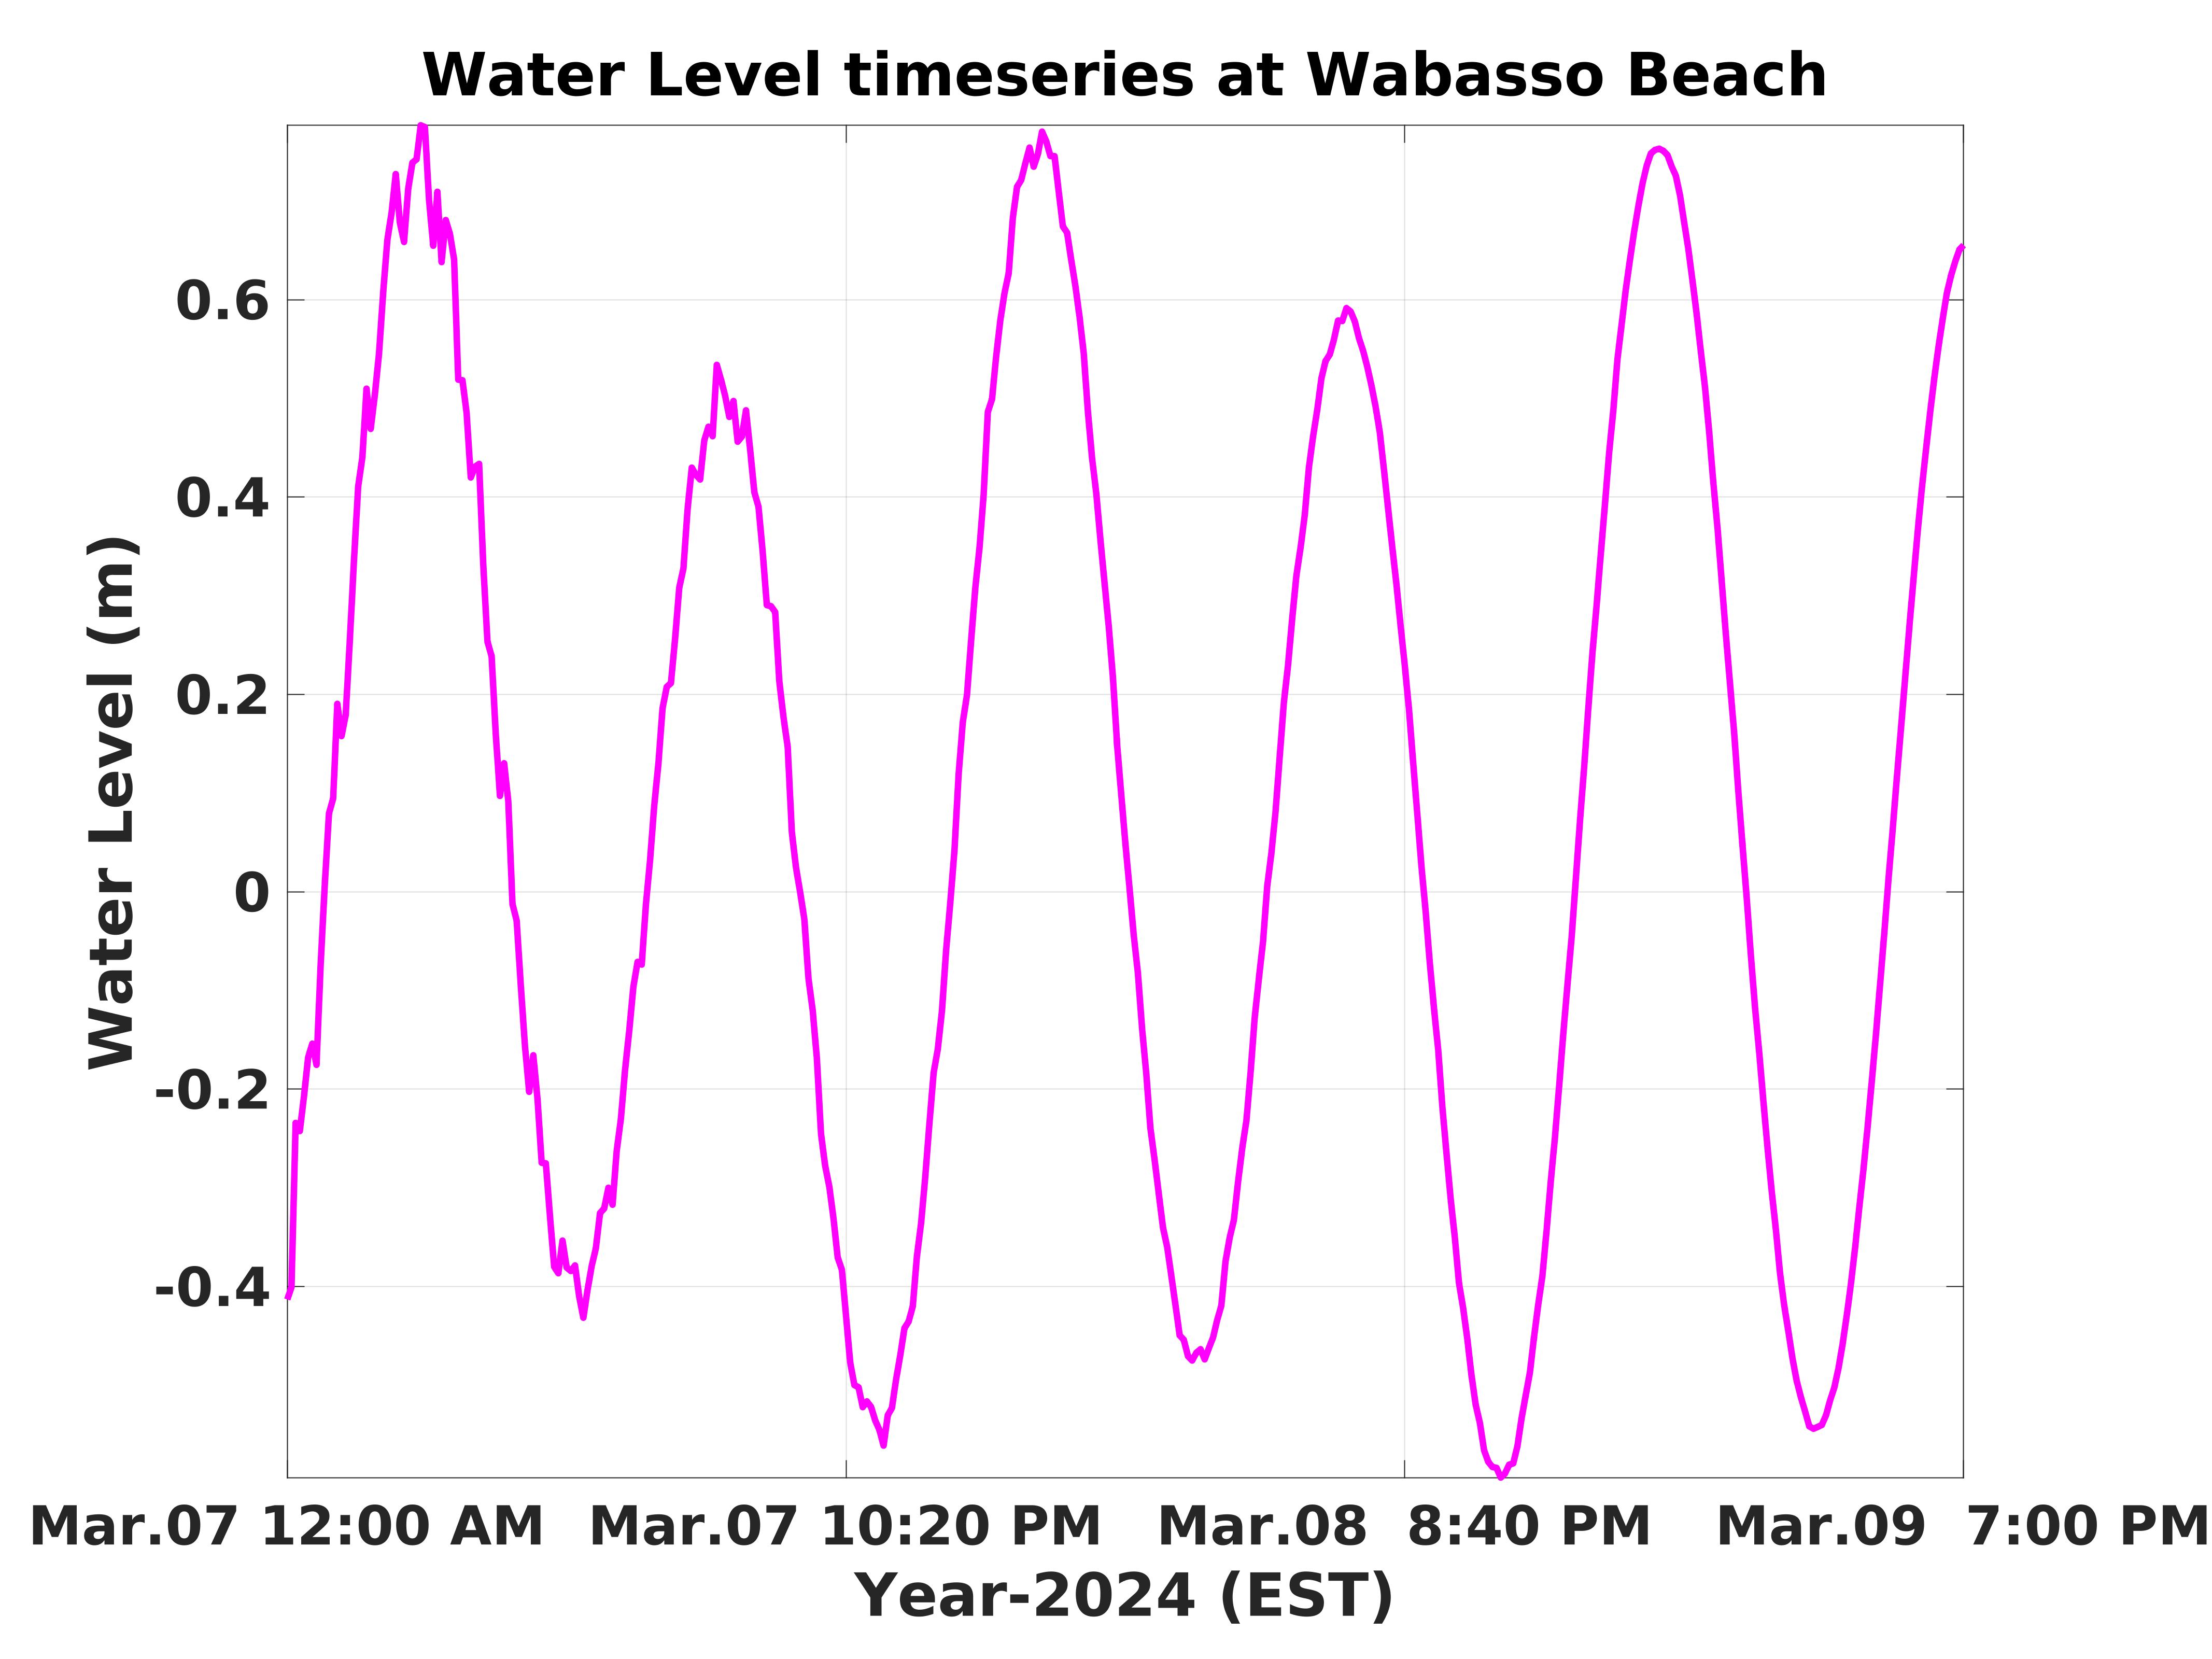 Water Level timeseries at Wabasso Beach
Water Level (m)
0.6
0.4
0.2
0
-0.2
-0.4
Mar.07 12:00 AM Mar.07 10:20 PM Mar.08 8:40 PM Mar.09 7:00 PM
Year-2024 (EST)